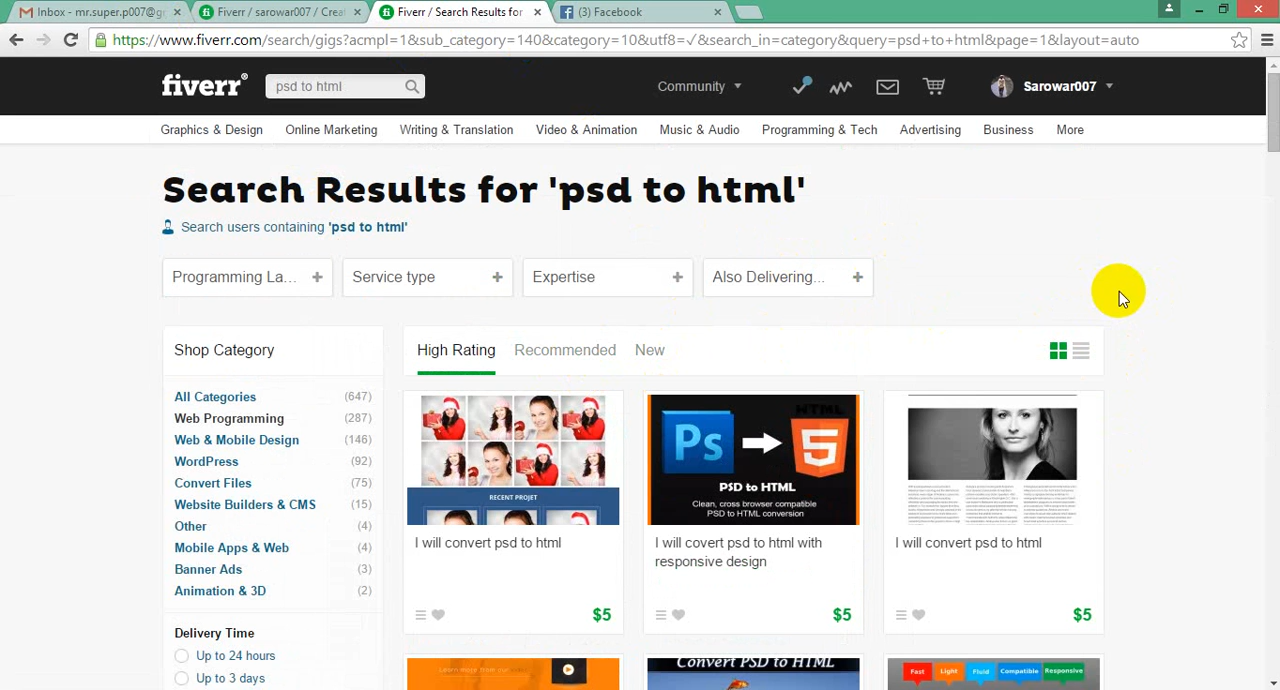 Inbox - mr.super.p007@gr
Fiverr / sarowar007 / Creat
Fiverr / Search Results for
(3) Facebook
https://www.fiverr.com/search/gigs?acmpl=1&sub_category=140&category=10&utf8=✓&search_in=category&query=psd+to+html&page=1&layout=auto
fiverr®
psd to html
Community
Sarowar007
Graphics & Design
Online Marketing
Writing & Translation
Video & Animation
Music & Audio
Programming & Tech
Advertising
Business
More
Search Results for 'psd to html'
Search users containing 'psd to html'
Programming La... +
Service type +
Expertise +
Also Delivering... +
Shop Category
All Categories (647)
Web Programming (287)
Web & Mobile Design (146)
WordPress (92)
Convert Files (75)
Website Builders & CMS
Other (4)
Mobile Apps & Web (4)
Banner Ads (3)
Animation & 3D (2)
Delivery Time
Up to 24 hours
Up to 3 days
High Rating
Recommended
New
RECENT PROJET
I will convert psd to html
$5
HTML
Ps
5
PSD to HTML
Clean, cross browser compatible
PSD to HTML conversion
I will covert psd to html with
responsive design
$5
I will convert psd to html
$5
Convert PSD to HTML
Fast
Light
Fluid
Compatible
Responsive